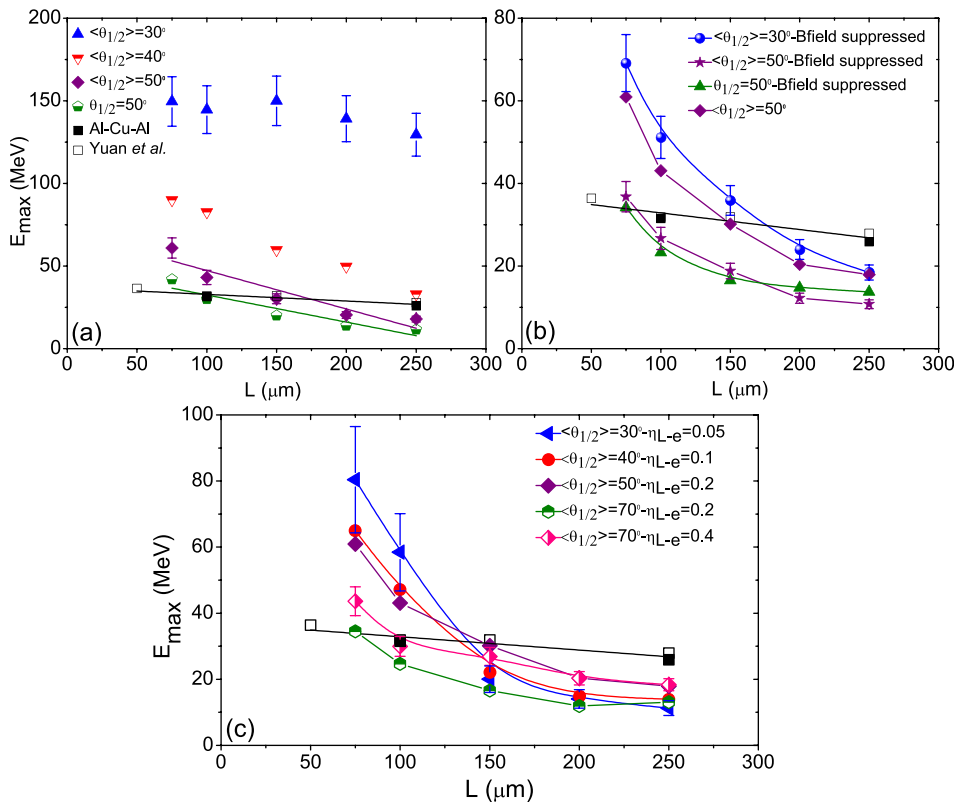 200
150
100
50
0
E_max (MeV)
<θ1/2>=30°
<θ1/2>=40°
<θ1/2>=50°
θ1/2=50°
Al-Cu-Al
Yuan et al.
(a)
0 50 100 150 200 250 300
L (μm)
80
60
40
20
0
<θ1/2>=30°-Bfield suppressed
<θ1/2>=50°-Bfield suppressed
θ1/2=50°-Bfield suppressed
<θ1/2>=50°
(b)
0 50 100 150 200 250 300
L (μm)
100
80
60
40
20
0
E_max (MeV)
<θ1/2>=30°-ηL-e=0.05
<θ1/2>=40°-ηL-e=0.1
<θ1/2>=50°-ηL-e=0.2
<θ1/2>=70°-ηL-e=0.2
<θ1/2>=70°-ηL-e=0.4
(c)
0 50 100 150 200 250 300
L (μm)